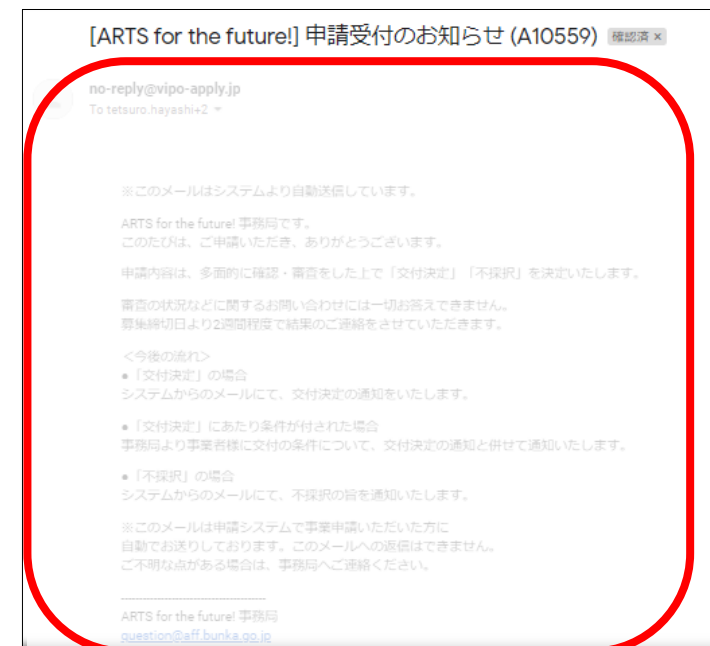 [ARTS for the future!] 申請受付のお知らせ (A10559) 確認済 ×
no-reply@vipo-apply.jp
To tetsuro.hayashi+2
※このメールはシステムより自動送信しています。
ARTS for the future! 事務局です。
このたびは、ご申請いただき、ありがとうございます。
申請内容は、多面的に確認・審査をした上で「交付決定」「不採択」を決定いたします。
審査の状況などに関するお問い合わせには一切お答えできません。
募集締切日より2週間程度で結果のご連絡をさせていただきます。
＜今後の流れ＞
●「交付決定」の場合
システムからのメールにて、交付決定の通知をいたします。
●「交付決定」にあたり条件が付された場合
事務局より事業者様に交付の条件について、交付決定の通知と併せて通知いたします。
●「不採択」の場合
システムからのメールにて、不採択の旨を通知いたします。
※このメールは申請システムで事業申請いただいた方に
自動でお送りしております。このメールへの返信はできません。
ご不明な点がある場合は、事務局へご連絡ください。
ARTS for the future! 事務局
question@aff.bunka.go.jp